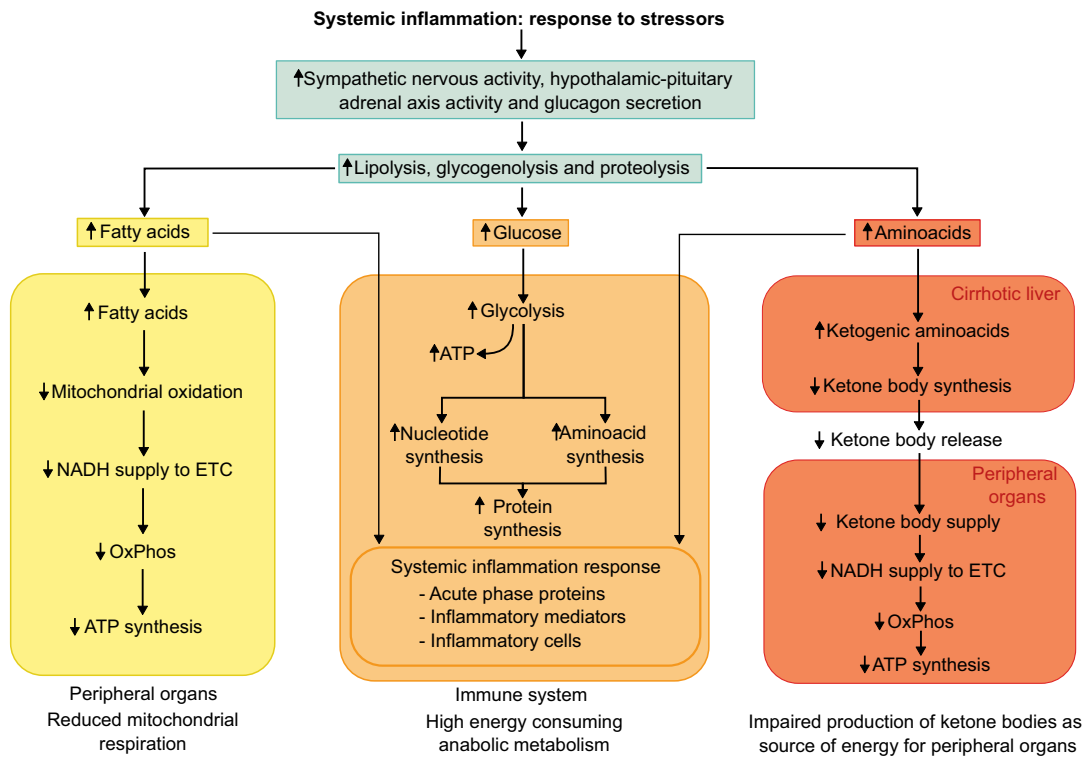 Systemic inflammation: response to stressors
↑Sympathetic nervous activity, hypothalamic-pituitary
adrenal axis activity and glucagon secretion
↑Lipolysis, glycogenolysis and proteolysis
↑Fatty acids
↑Glucose
↑Aminoacids
↑Fatty acids
↓Mitochondrial oxidation
↓NADH supply to ETC
↓OxPhos
↓ATP synthesis
Peripheral organs
Reduced mitochondrial
respiration
↑Glycolysis
↑ATP
↑Nucleotide
synthesis
↑Aminoacid
synthesis
↑Protein
synthesis
Systemic inflammation response
- Acute phase proteins
- Inflammatory mediators
- Inflammatory cells
Immune system
High energy consuming
anabolic metabolism
Cirrhotic liver
↑Ketogenic aminoacids
↓Ketone body synthesis
↓Ketone body release
Peripheral
organs
↓Ketone body supply
↓NADH supply to ETC
↓OxPhos
↓ATP synthesis
Impaired production of ketone bodies as
source of energy for peripheral organs